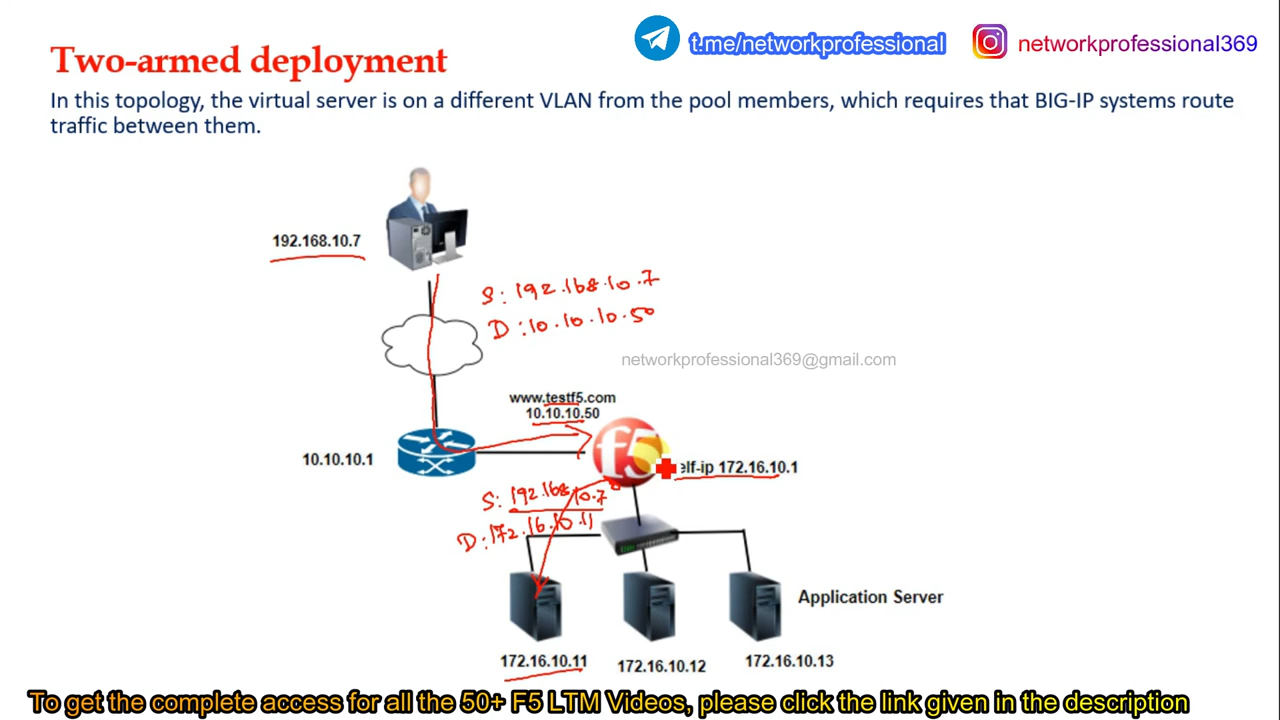 t.me/networkprofessional
networkprofessional369
Two-armed deployment
In this topology, the virtual server is on a different VLAN from the pool members, which requires that BIG-IP systems route
traffic between them.
192.168.10.7
S: 192.168.10.7
D: 10.10.10.50
networkprofessional369@gmail.com
www.testf5.com
10.10.10.50
10.10.10.1
f5
elf-ip 172.16.10.1
S: 192.168.10.7
D: 172.16.10.11
Application Server
172.16.10.11
172.16.10.12
172.16.10.13
To get the complete access for all the 50+ F5 LTM Videos, please click the link given in the description